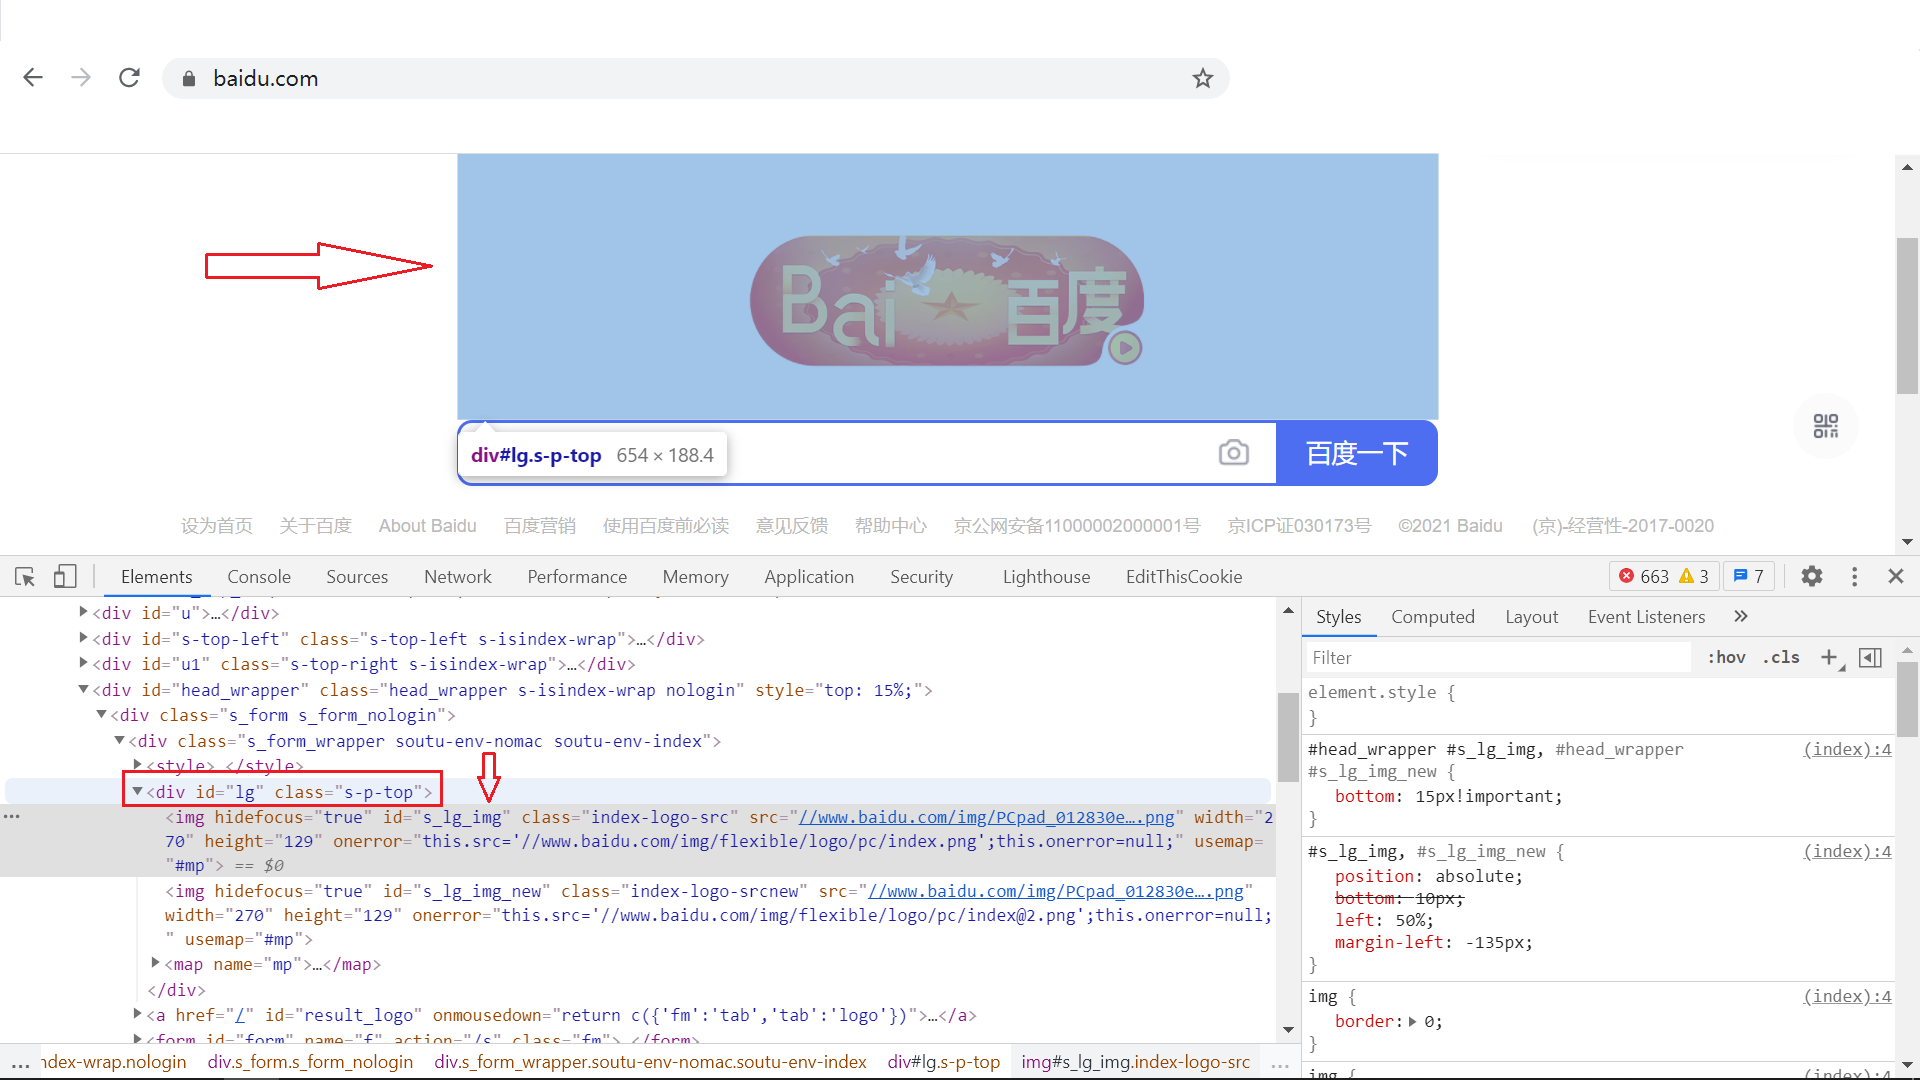 baidu.com
Bai 百度
div#lg.s-p-top 654 × 188.4
百度一下
设为首页 关于百度 About Baidu 百度营销 使用百度前必读 意见反馈 帮助中心 京公网安备11000002000001号 京ICP证030173号 ©2021 Baidu (京)-经营性-2017-0020
Elements Console Sources Network Performance Memory Application Security Lighthouse EditThisCookie 663 3 7
<div id="u">…</div>
<div id="s-top-left" class="s-top-left s-isindex-wrap">…</div>
<div id="u1" class="s-top-right s-isindex-wrap">…</div>
<div id="head_wrapper" class="head_wrapper s-isindex-wrap nologin" style="top: 15%;">
<div class="s_form s_form_nologin">
<div class="s_form_wrapper soutu-env-nomac soutu-env-index">
<style> </style>
<div id="lg" class="s-p-top">
<img hidefocus="true" id="s_lg_img" class="index-logo-src" src="//www.baidu.com/img/PCpad_012830e….png" width="2
70" height="129" onerror="this.src='//www.baidu.com/img/flexible/logo/pc/index.png';this.onerror=null;" usemap=
"#mp"> == $0
<img hidefocus="true" id="s_lg_img_new" class="index-logo-srcnew" src="//www.baidu.com/img/PCpad_012830e….png"
width="270" height="129" onerror="this.src='//www.baidu.com/img/flexible/logo/pc/index@2.png';this.onerror=null;
" usemap="#mp">
<map name="mp">…</map>
</div>
<a href="/" id="result_logo" onmousedown="return c({'fm':'tab','tab':'logo'})">…</a>
<form id="form" name="f" action="/s" class="fm"> </form>
… ndex-wrap.nologin div.s_form.s_form_nologin div.s_form_wrapper.soutu-env-nomac.soutu-env-index div#lg.s-p-top img#s_lg_img.index-logo-src …
Styles Computed Layout Event Listeners »
Filter :hov .cls +
element.style {
}
#head_wrapper #s_lg_img, #head_wrapper (index):4
#s_lg_img_new {
bottom: 15px!important;
}
#s_lg_img, #s_lg_img_new { (index):4
position: absolute;
bottom: 10px;
left: 50%;
margin-left: -135px;
}
img { (index):4
border: 0;
}
img { (index):4